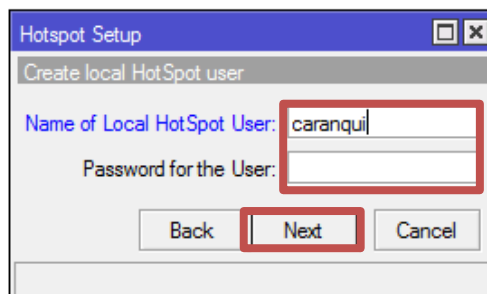 Hotspot Setup
Create local HotSpot user
Name of Local HotSpot User: caranqui
Password for the User:
Back Next Cancel